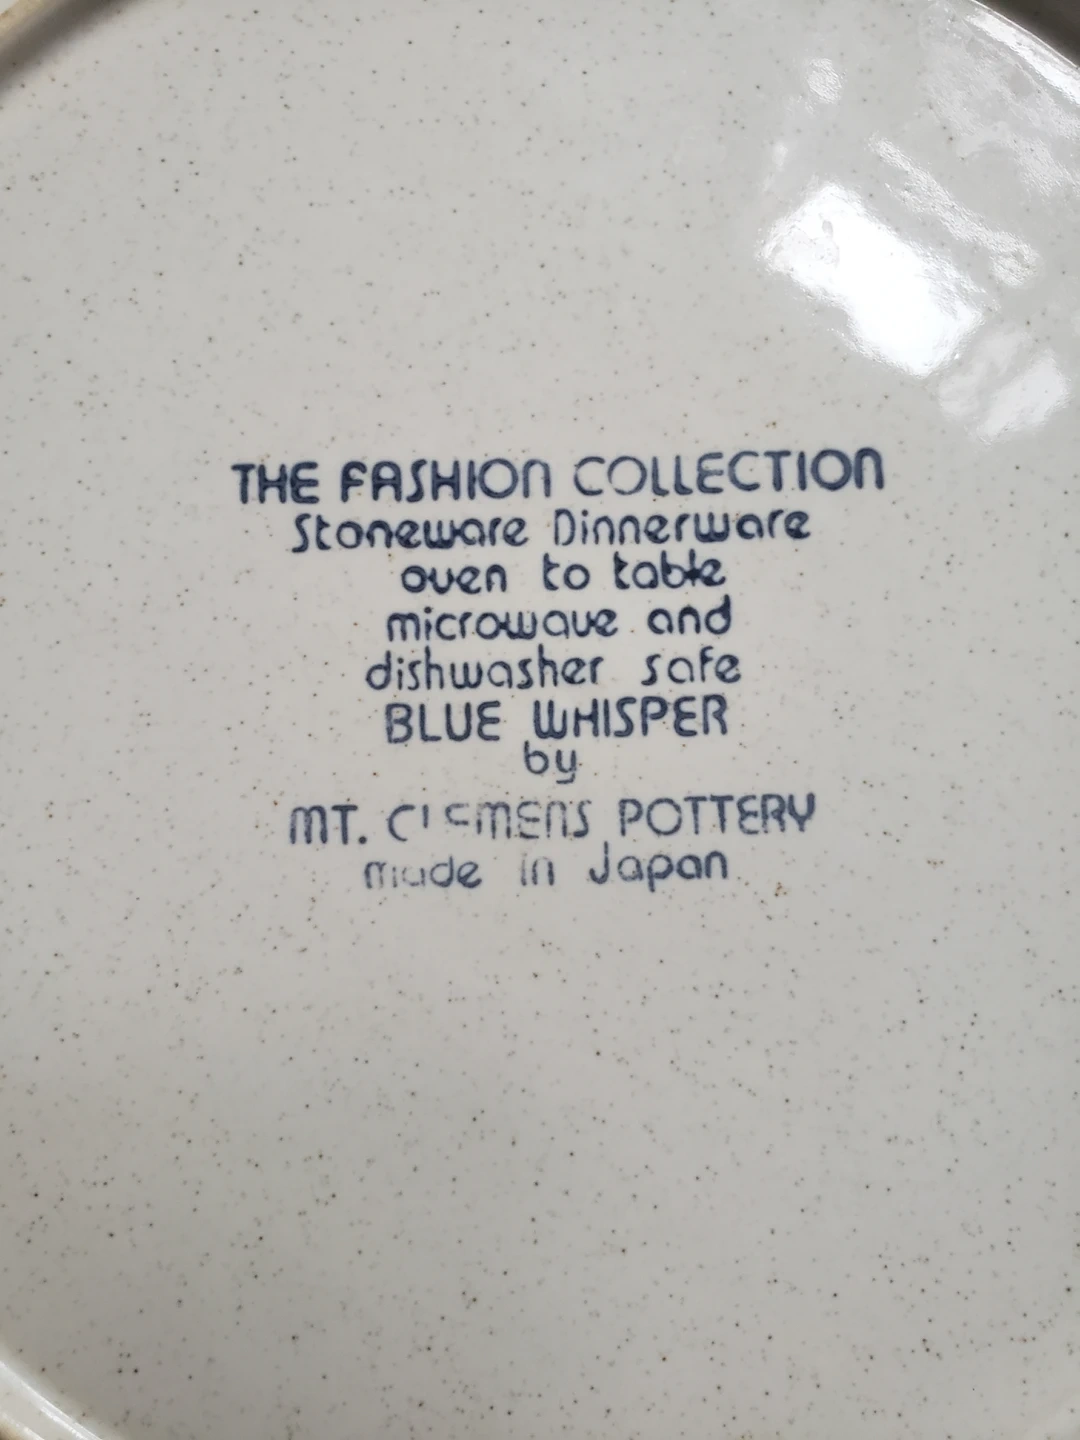 THE FASHION COLLECTION
Stoneware Dinnerware
oven to table
microwave and
dishwasher safe
BLUE WHISPER
by
MT. CLEMENS POTTERY
made in Japan